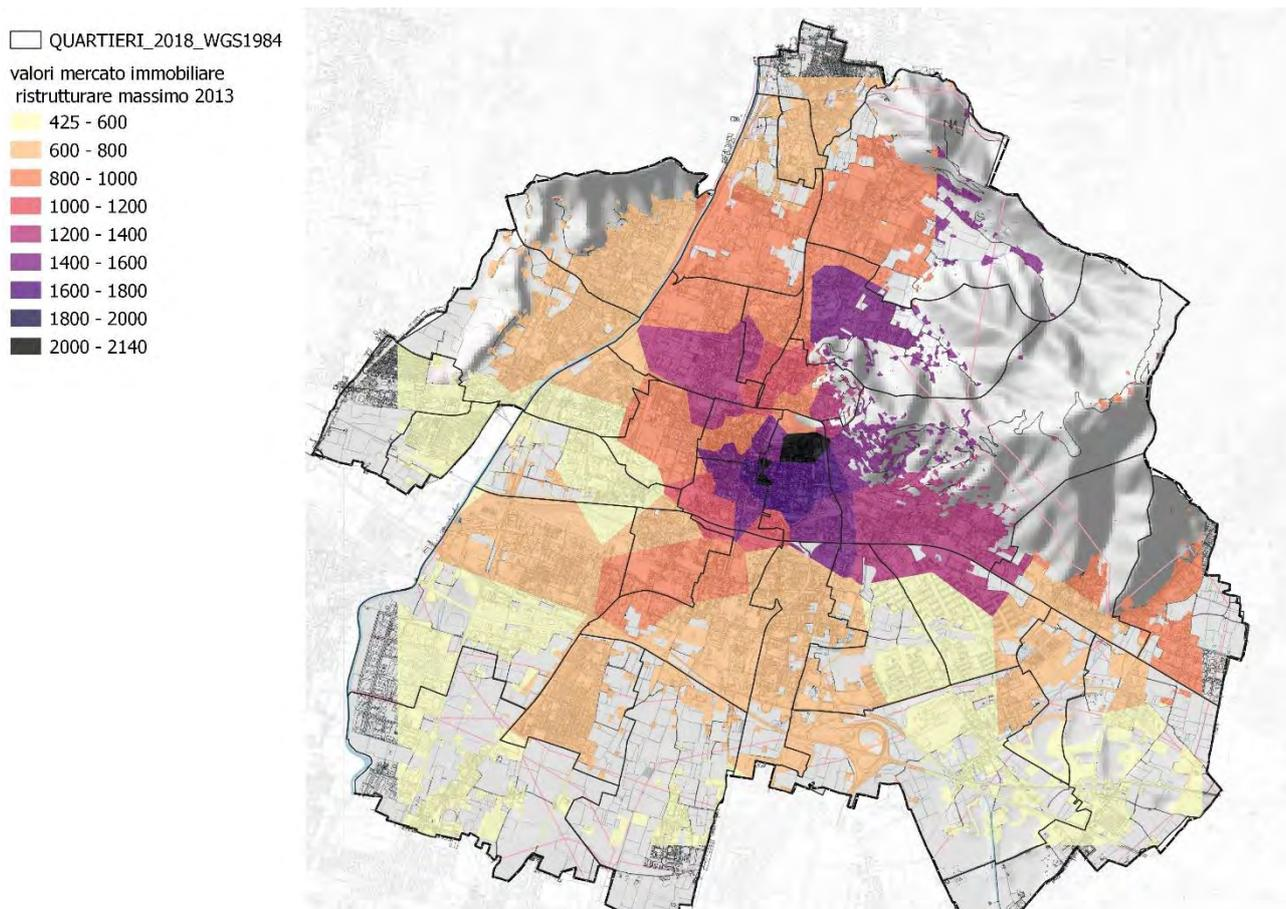 QUARTIERI_2018_WGS1984
valori mercato immobiliare
ristrutturare massimo 2013
425 - 600
600 - 800
800 - 1000
1000 - 1200
1200 - 1400
1400 - 1600
1600 - 1800
1800 - 2000
2000 - 2140